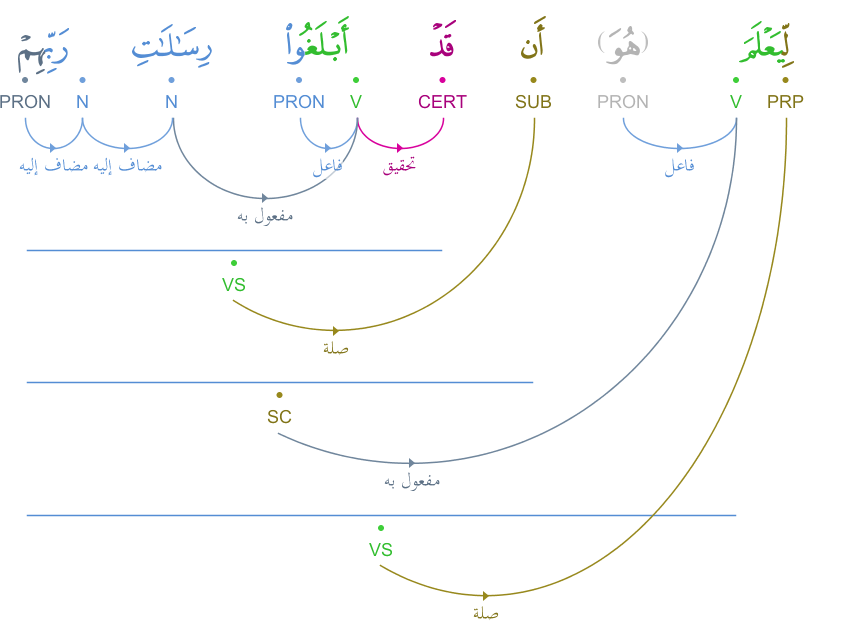 لِّيَعْلَمَ (هُوَ) أَن قَدْ أَبْلَغُوا۟ رِسَـٰلَـٰتِ رَبِّهِمْ
PRON N N PRON V CERT SUB PRON V PRP
مضاف إليه مضاف إليه فاعل تحقيق فاعل
مفعول به
VS
صلة
SC
مفعول به
VS
صلة